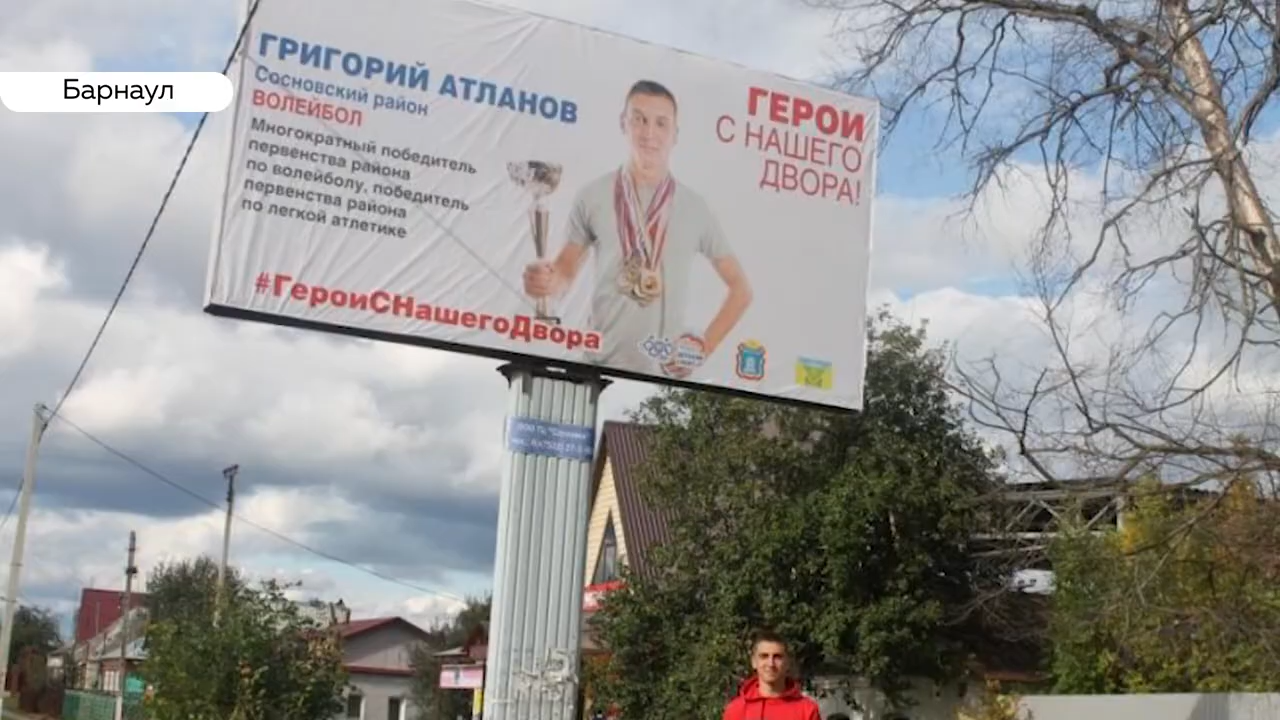 Барнаул
ГРИГОРИЙ АТЛАНОВ
Сосновский район
ВОЛЕЙБОЛ
Многократный победитель
первенства района
по волейболу, победитель
первенства района
по легкой атлетике
#ГероиСНашегоДвора
ГЕРОИ
С НАШЕГО
ДВОРА!